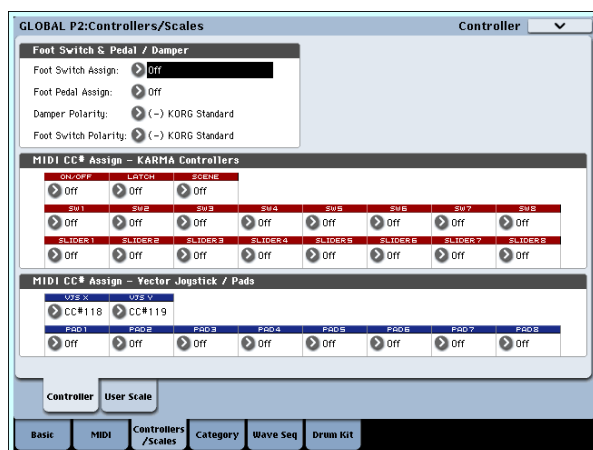 GLOBAL P2:Controllers/Scales Controller
Foot Switch & Pedal / Damper
Foot Switch Assign: Off
Foot Pedal Assign: Off
Damper Polarity: (-) KORG Standard
Foot Switch Polarity: (-) KORG Standard
MIDI CC# Assign - KARMA Controllers
ON/OFF LATCH SCENE
Off Off Off
SW1 SW2 SW3 SW4 SW5 SW6 SW7 SW8
Off Off Off Off Off Off Off Off
SLIDER1 SLIDER2 SLIDER3 SLIDER4 SLIDER5 SLIDER6 SLIDER7 SLIDER8
Off Off Off Off Off Off Off Off
MIDI CC# Assign - Vector Joystick / Pads
VJS X VJS Y
CC#118 CC#119
PAD1 PAD2 PAD3 PAD4 PAD5 PAD6 PAD7 PAD8
Off Off Off Off Off Off Off Off
Controller User Scale
Basic MIDI Controllers /Scales Category Wave Seq Drum Kit